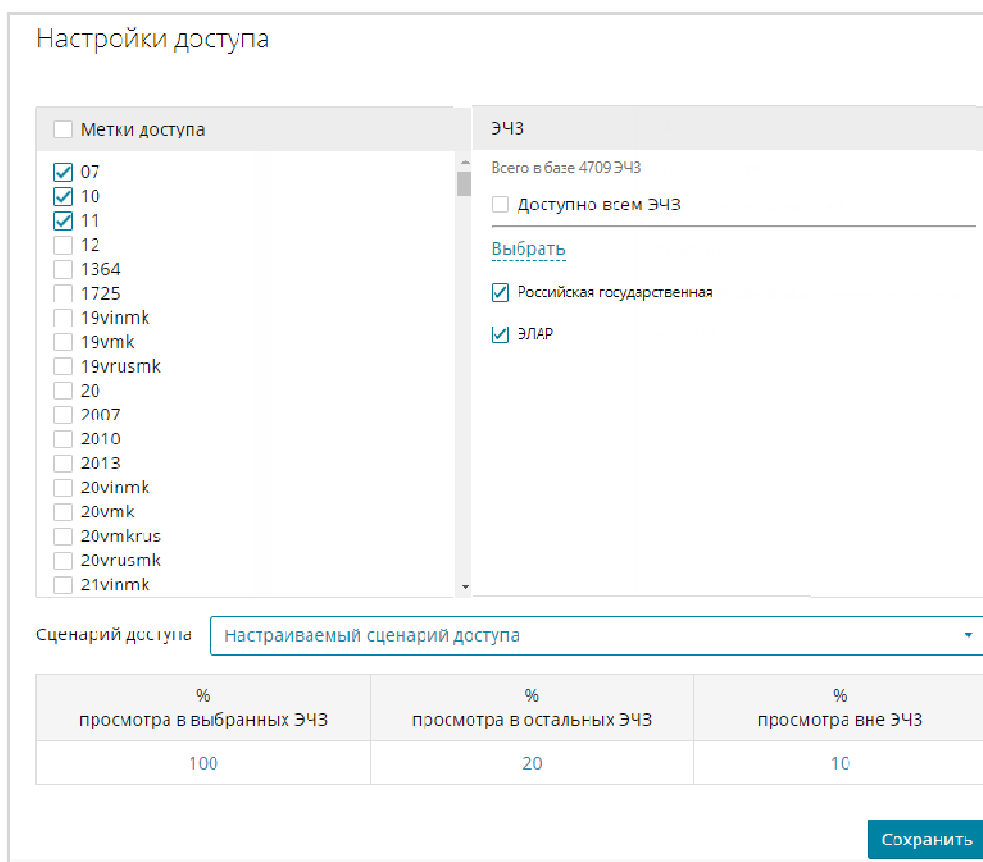 Настройки доступа
Метки доступа
07
10
11
12
1364
1725
19vinmk
19vmk
19vrusmk
20
2007
2010
2013
20vinmk
20vmk
20vmkrus
20vrusmk
21vinmk
ЭЧЗ
Всего в базе 4709 ЭЧЗ
Доступно всем ЭЧЗ
Выбрать
Российская государственная
ЭЛАР
Сценарий доступа
Настраиваемый сценарий доступа
%
просмотра в выбранных ЭЧЗ
%
просмотра в остальных ЭЧЗ
%
просмотра вне ЭЧЗ
100
20
10
Сохранить